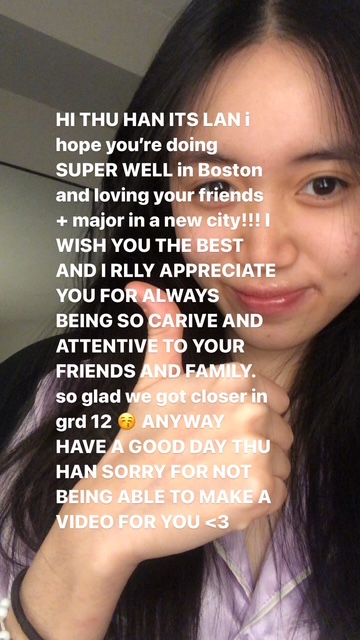 HI THU HAN ITS LAN i
hope you're doing
SUPER WELL in Boston
and loving your friends
+ major in a new city!!! I
WISH YOU THE BEST
AND I RLLY APPRECIATE
YOU FOR ALWAYS
BEING SO CARIVE AND
ATTENTIVE TO YOUR
FRIENDS AND FAMILY.
so glad we got closer in
grd 12 😚 ANYWAY
HAVE A GOOD DAY THU
HAN SORRY FOR NOT
BEING ABLE TO MAKE A
VIDEO FOR YOU <3